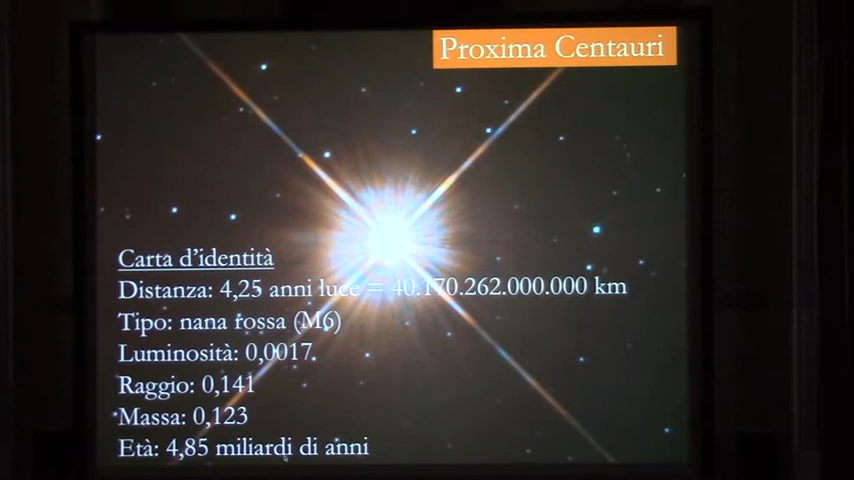 Proxima Centauri
Carta d'identità
Distanza: 4,25 anni luce = 40.170.262.000.000 km
Tipo: nana rossa (M6)
Luminosità: 0,0017
Raggio: 0,141
Massa: 0,123
Età: 4,85 miliardi di anni